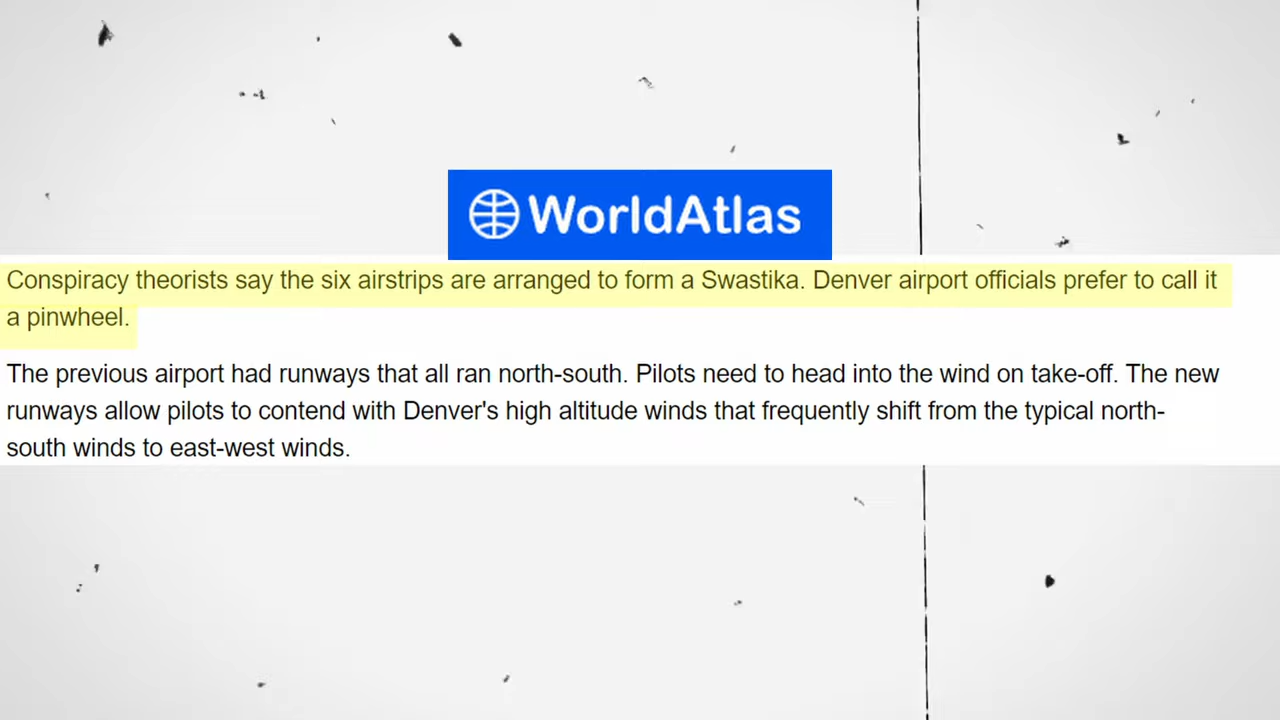 WorldAtlas
Conspiracy theorists say the six airstrips are arranged to form a Swastika. Denver airport officials prefer to call it
a pinwheel.
The previous airport had runways that all ran north-south. Pilots need to head into the wind on take-off. The new
runways allow pilots to contend with Denver's high altitude winds that frequently shift from the typical north-
south winds to east-west winds.